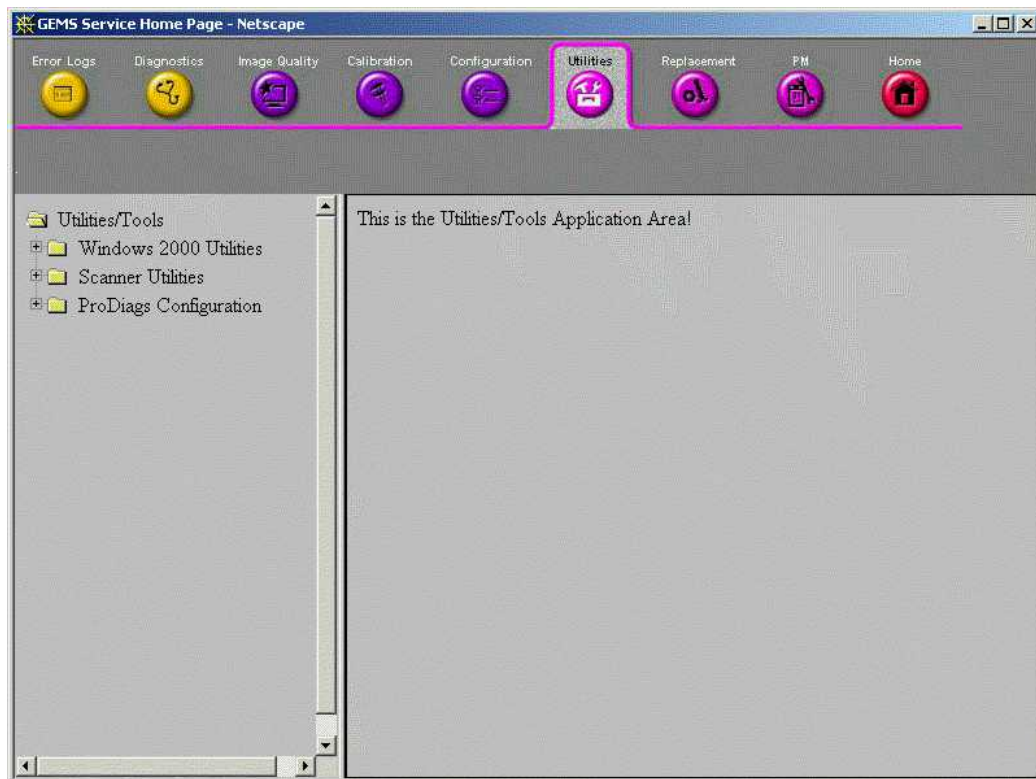 GEMS Service Home Page - Netscape
Error Logs Diagnostics Image Quality Calibration Configuration Utilities Replacement PM Home
Utilities/Tools
Windows 2000 Utilities
Scanner Utilities
ProDiags Configuration
This is the Utilities/Tools Application Area!